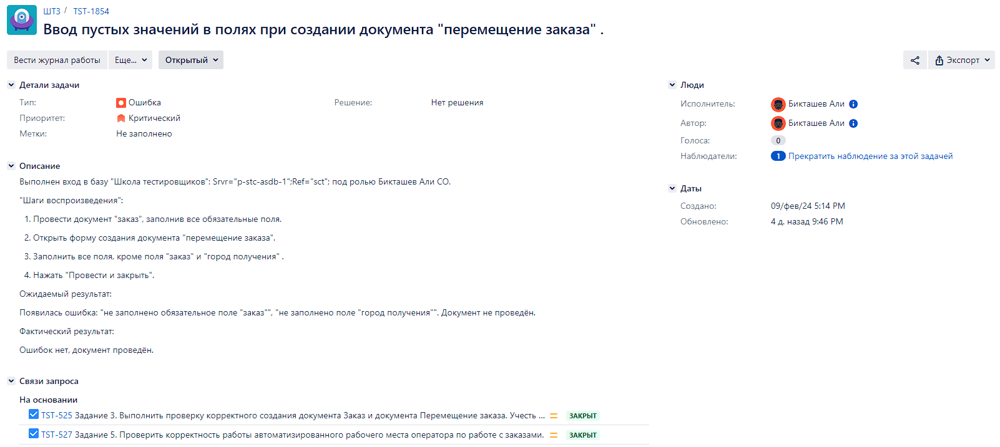 ШТ3 / TST-1854
Ввод пустых значений в полях при создании документа "перемещение заказа" .
Вести журнал работы Еще... Открытый Экспорт
Детали задачи
Тип: Ошибка Решение: Нет решения
Приоритет: Критический
Метки: Не заполнено
Описание
Выполнен вход в базу "Школа тестировщиков": Srvr="p-stc-asdb-1";Ref="sct"; под ролью Бикташев Али СО.
"Шаги воспроизведения":
1. Провести документ "заказ", заполнив все обязательные поля.
2. Открыть форму создания документа "перемещение заказа".
3. Заполнить все поля, кроме поля "заказ" и "город получения" .
4. Нажать "Провести и закрыть".
Ожидаемый результат:
Появилась ошибка: "не заполнено обязательное поле "заказ"", "не заполнено поле "город получения"". Документ не проведён.
Фактический результат:
Ошибок нет, документ проведён.
Связи запроса
На основании
TST-525 Задание 3. Выполнить проверку корректного создания документа Заказ и документа Перемещение заказа. Учесть ... ЗАКРЫТ
TST-527 Задание 5. Проверить корректность работы автоматизированного рабочего места оператора по работе с заказами. ЗАКРЫТ
Люди
Исполнитель: Бикташев Али
Автор: Бикташев Али
Голоса: 0
Наблюдатели: 1 Прекратить наблюдение за этой задачей
Даты
Создано: 09/фев/24 5:14 PM
Обновлено: 4 д. назад 9:46 PM